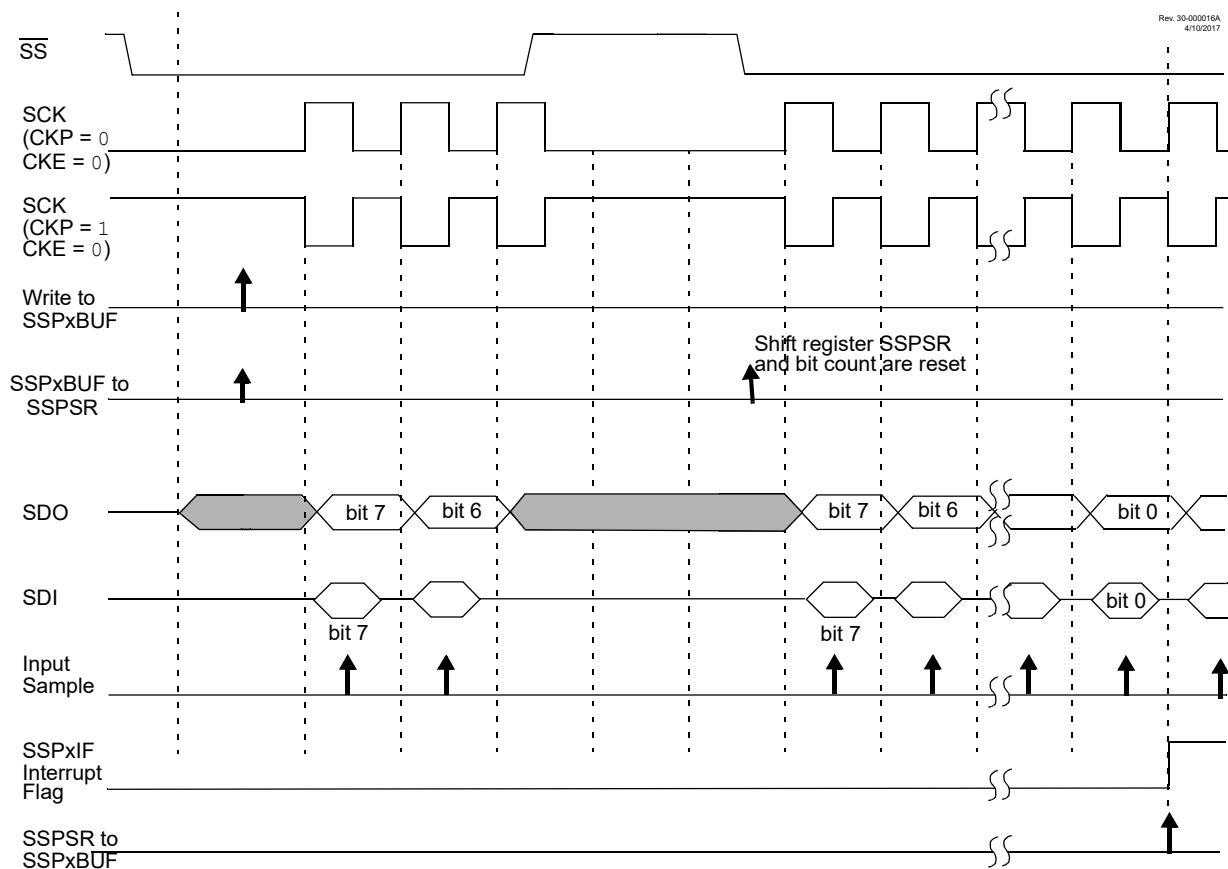 Rev. 30-000016A
4/10/2017
SS
SCK
(CKP = 0
CKE = 0)
SCK
(CKP = 1
CKE = 0)
Write to
SSPxBUF
Shift register SSPSR
and bit count are reset
SSPxBUF to
SSPSR
SDO
bit 7
bit 6
bit 7
bit 6
bit 0
SDI
bit 0
bit 7
bit 7
Input
Sample
SSPxIF
Interrupt
Flag
SSPSR to
SSPxBUF